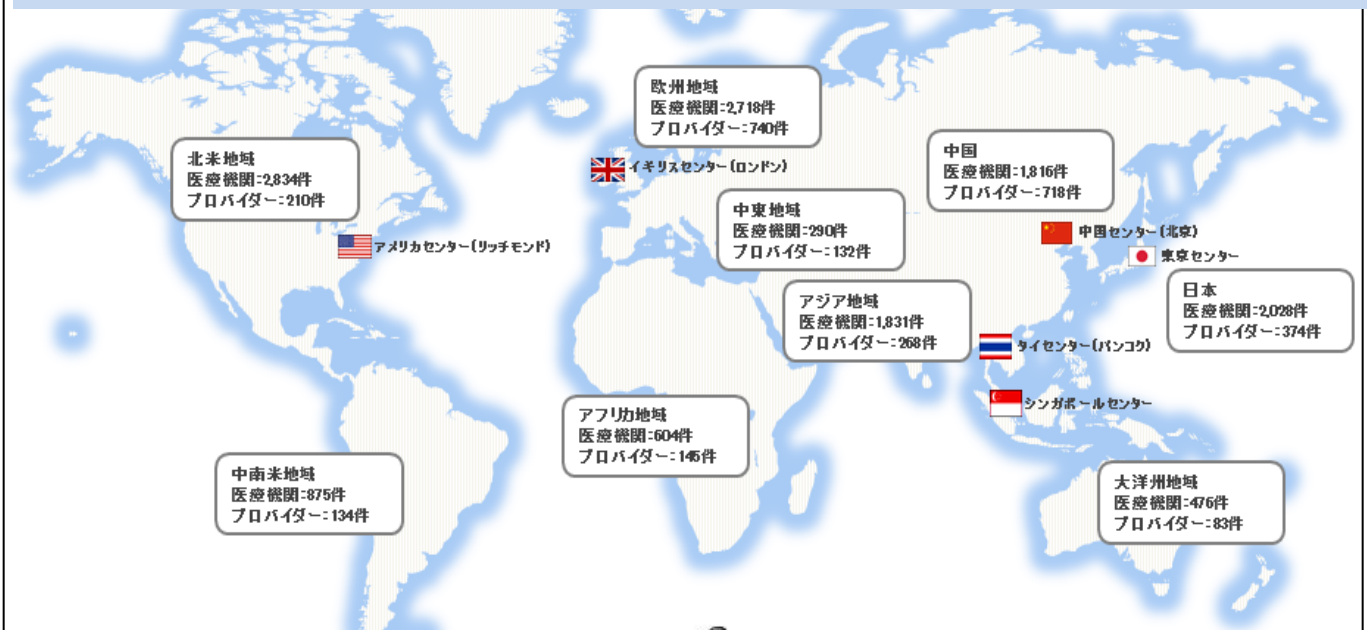 欧州地域
医療機関:2,718件
プロバイダー:740件
北米地域
医療機関:2,834件
プロバイダー:210件
中国
医療機関:1,816件
プロバイダー:718件
イギリスセンター(ロンドン)
中東地域
医療機関:290件
プロバイダー:132件
アメリカセンター(リッチモンド)
中国センター(北京)
東京センター
日本
医療機関:2,028件
プロバイダー:374件
アジア地域
医療機関:1,831件
プロバイダー:268件
タイセンター(バンコク)
シンガポールセンター
アフリカ地域
医療機関:604件
プロバイダー:145件
中南米地域
医療機関:875件
プロバイダー:134件
大洋州地域
医療機関:476件
プロバイダー:83件